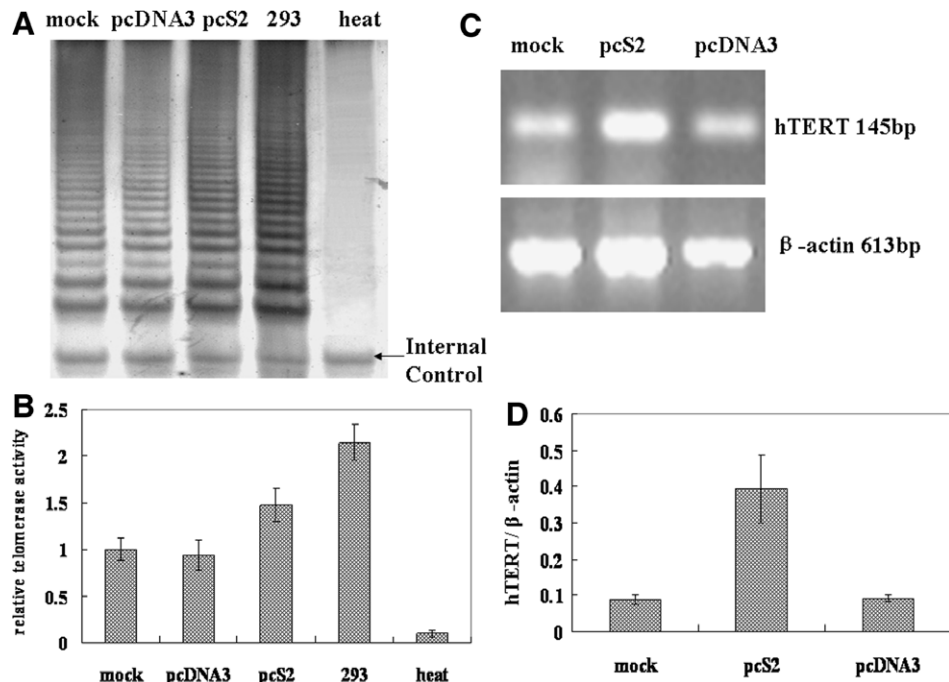 A
mock pcDNA3 pcS2 293 heat
Internal
Control
B
relative telomerase activity
2.5
2
1.5
1
0.5
0
mock pcDNA3 pcS2 293 heat
C
mock pcS2 pcDNA3
hTERT 145bp
β-actin 613bp
D
hTERT/β-actin
0.6
0.5
0.4
0.3
0.2
0.1
0
mock pcS2 pcDNA3